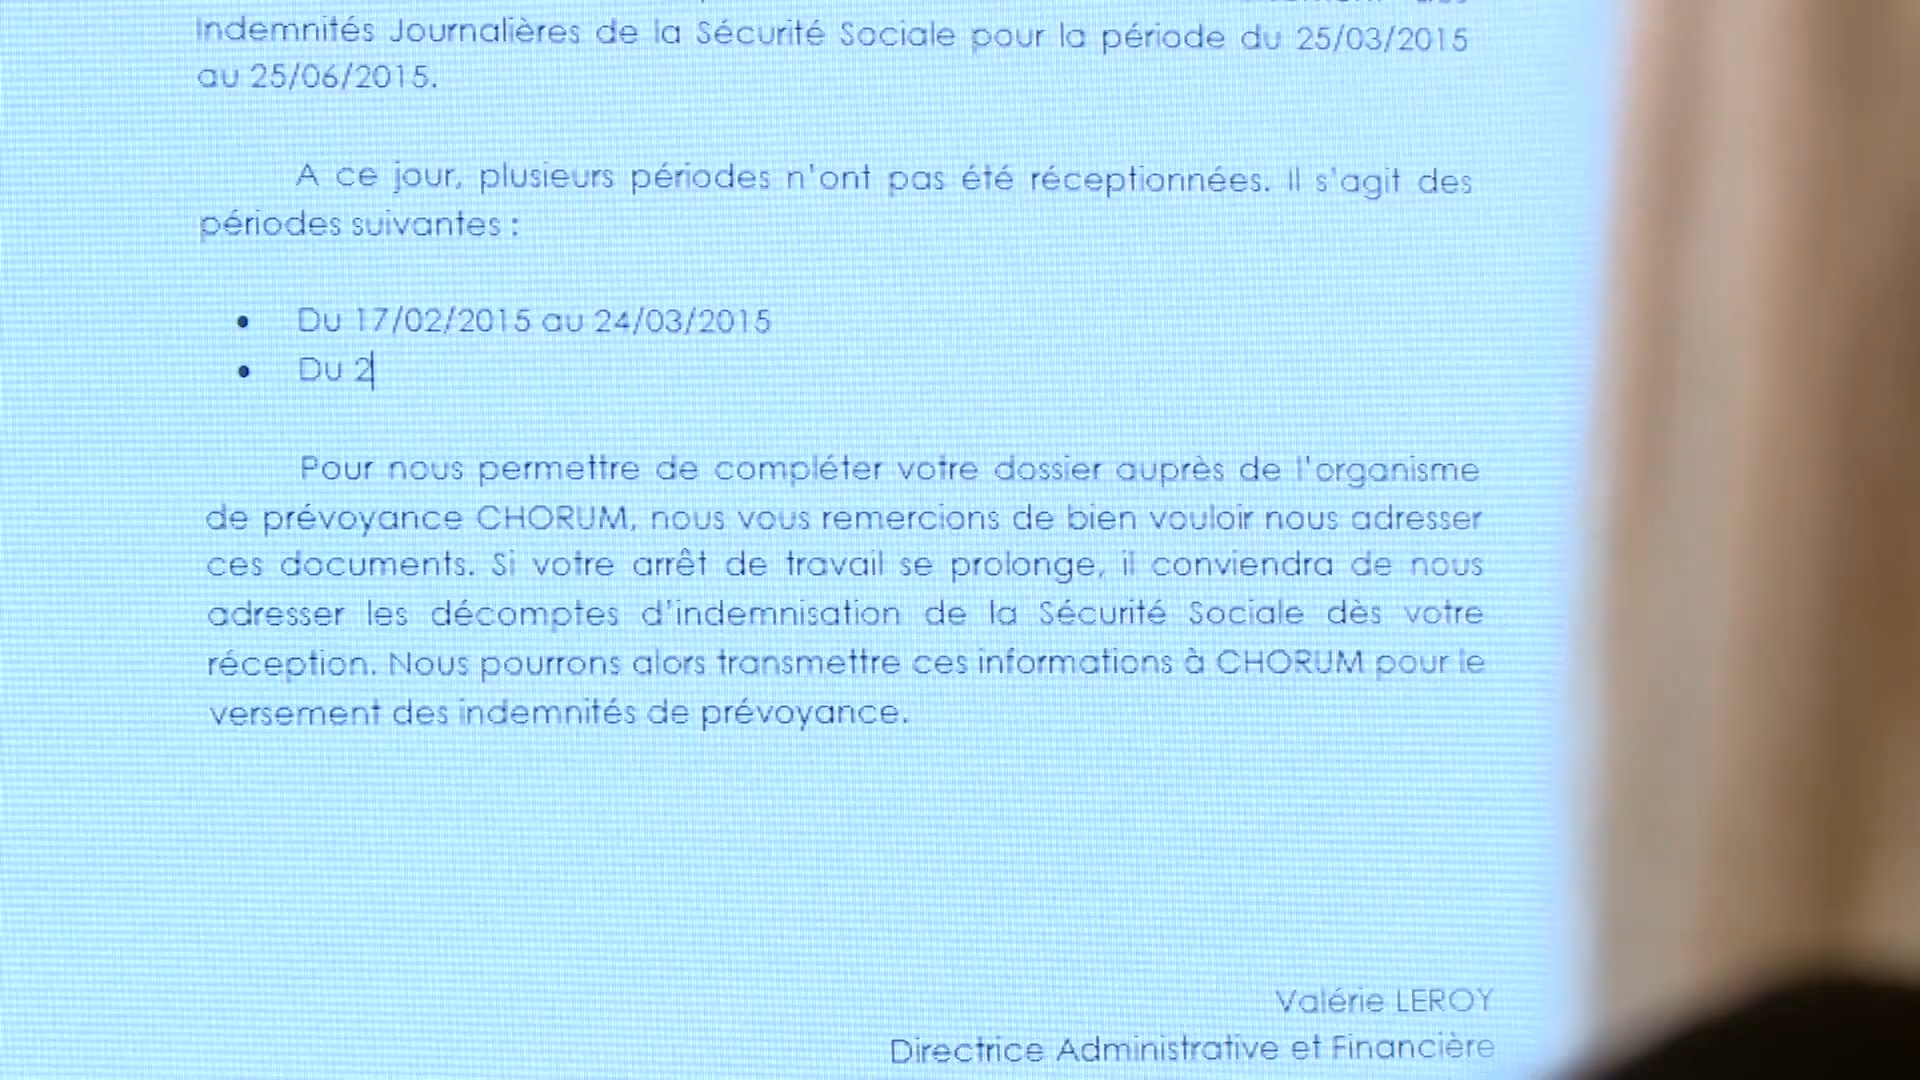 Indemnités Journalières de la Sécurité Sociale pour la période du 25/03/2015
au 25/06/2015.
A ce jour, plusieurs périodes n'ont pas été réceptionnées. Il s'agit des
périodes suivantes :
• Du 17/02/2015 au 24/03/2015
• Du 2
Pour nous permettre de compléter votre dossier auprès de l'organisme
de prévoyance CHORUM, nous vous remercions de bien vouloir nous adresser
ces documents. Si votre arrêt de travail se prolonge, il conviendra de nous
adresser les décomptes d'indemnisation de la Sécurité Sociale dès votre
réception. Nous pourrons alors transmettre ces informations à CHORUM pour le
versement des indemnités de prévoyance.
Valérie LEROY
Directrice Administrative et Financière